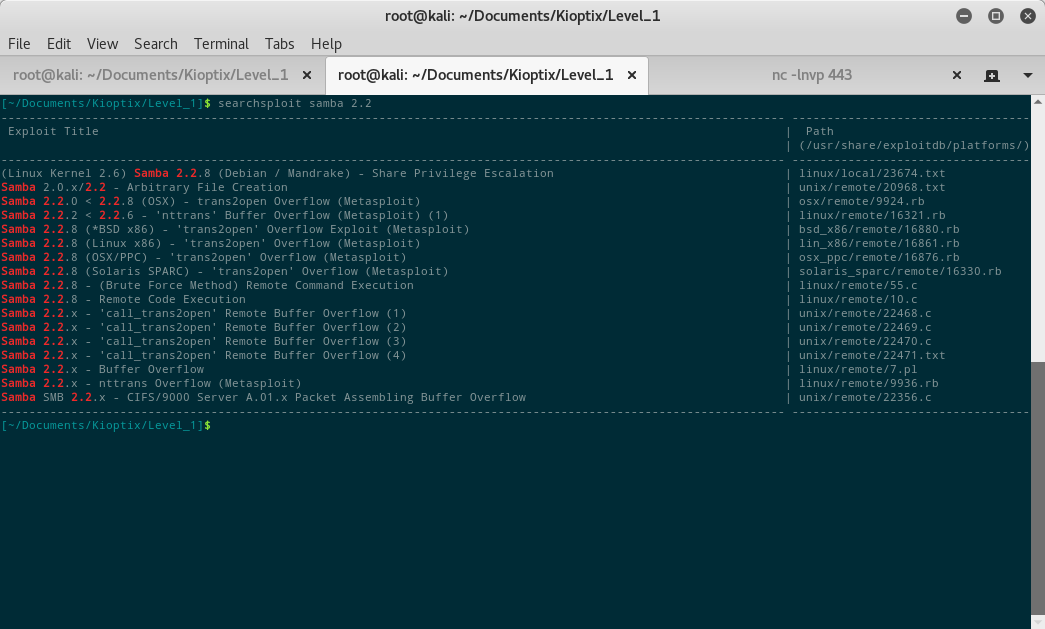 root@kali: ~/Documents/Kioptix/Level_1
File Edit View Search Terminal Tabs Help
root@kali: ~/Documents/Kioptix/Level_1 × root@kali: ~/Documents/Kioptix/Level_1 × nc -lnvp 443 ×
[~/Documents/Kioptix/Level_1]$ searchsploit samba 2.2
---------------------------------------------------------------------------------------------------------------- ----------------------------------
Exploit Title | Path
| (/usr/share/exploitdb/platforms/)
---------------------------------------------------------------------------------------------------------------- ----------------------------------
(Linux Kernel 2.6) Samba 2.2.8 (Debian / Mandrake) - Share Privilege Escalation | linux/local/23674.txt
Samba 2.0.x/2.2 - Arbitrary File Creation | unix/remote/20968.txt
Samba 2.2.0 < 2.2.8 (OSX) - trans2open Overflow (Metasploit) | osx/remote/9924.rb
Samba 2.2.2 < 2.2.6 - 'nttrans' Buffer Overflow (Metasploit) (1) | linux/remote/16321.rb
Samba 2.2.8 (*BSD x86) - 'trans2open' Overflow Exploit (Metasploit) | bsd_x86/remote/16880.rb
Samba 2.2.8 (Linux x86) - 'trans2open' Overflow (Metasploit) | lin_x86/remote/16861.rb
Samba 2.2.8 (OSX/PPC) - 'trans2open' Overflow (Metasploit) | osx_ppc/remote/16876.rb
Samba 2.2.8 (Solaris SPARC) - 'trans2open' Overflow (Metasploit) | solaris_sparc/remote/16330.rb
Samba 2.2.8 - (Brute Force Method) Remote Command Execution | linux/remote/55.c
Samba 2.2.8 - Remote Code Execution | linux/remote/10.c
Samba 2.2.x - 'call_trans2open' Remote Buffer Overflow (1) | unix/remote/22468.c
Samba 2.2.x - 'call_trans2open' Remote Buffer Overflow (2) | unix/remote/22469.c
Samba 2.2.x - 'call_trans2open' Remote Buffer Overflow (3) | unix/remote/22470.c
Samba 2.2.x - 'call_trans2open' Remote Buffer Overflow (4) | unix/remote/22471.txt
Samba 2.2.x - Buffer Overflow | linux/remote/7.pl
Samba 2.2.x - nttrans Overflow (Metasploit) | linux/remote/9936.rb
Samba SMB 2.2.x - CIFS/9000 Server A.01.x Packet Assembling Buffer Overflow | unix/remote/22356.c
---------------------------------------------------------------------------------------------------------------- ----------------------------------
[~/Documents/Kioptix/Level_1]$